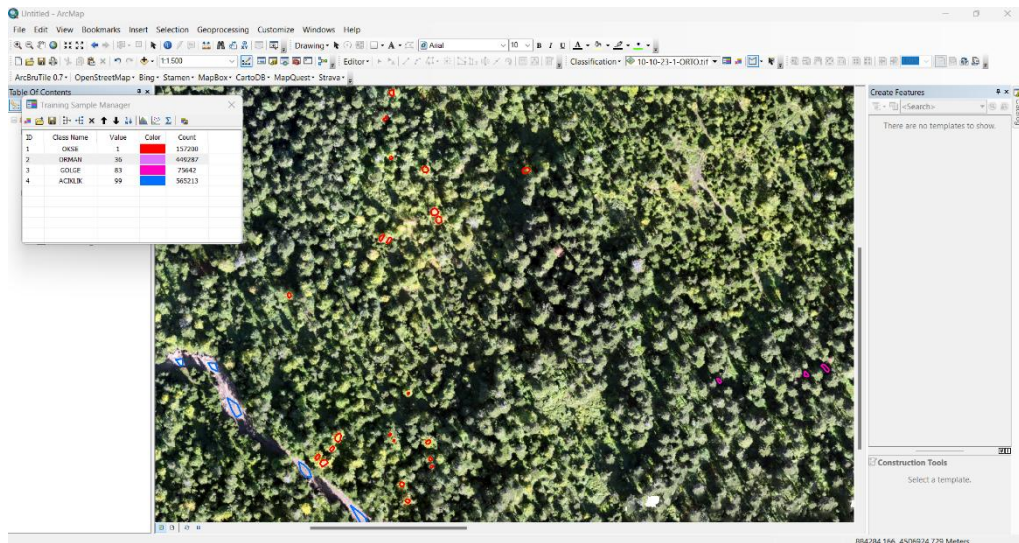 Untitled - ArcMap
File Edit View Bookmarks Insert Selection Geoprocessing Customize Windows Help
Drawing Arial 10 B I U A
1:1500 Editor Classification 10-10-23-1-ORTO.tif
ArcBruTile 0.7 OpenStreetMap Bing Stamen MapBox CartoDB MapQuest Strava
Table Of Contents
Training Sample Manager
ID Class Name Value Color Count
1 OKSE 1 157200
2 ORMAN 36 449287
3 GOLGE 83 75642
4 ACIKLIK 99 565213
Create Features
<Search>
There are no templates to show.
Catalog
Construction Tools
Select a template.
884284,166 4506924,729 Meters